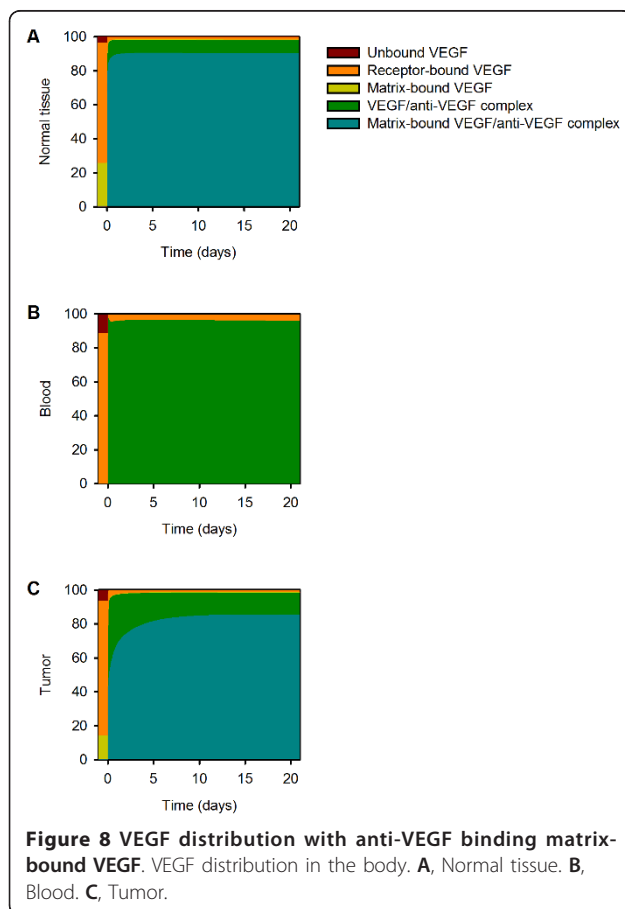 A
100
80
60
40
20
0
Normal tissue
0 5 10 15 20
Time (days)
Unbound VEGF
Receptor-bound VEGF
Matrix-bound VEGF
VEGF/anti-VEGF complex
Matrix-bound VEGF/anti-VEGF complex
B
100
80
60
40
20
0
Blood
0 5 10 15 20
Time (days)
C
100
80
60
40
20
0
Tumor
0 5 10 15 20
Time (days)
Figure 8 VEGF distribution with anti-VEGF binding matrix-
bound VEGF. VEGF distribution in the body. A, Normal tissue. B,
Blood. C, Tumor.